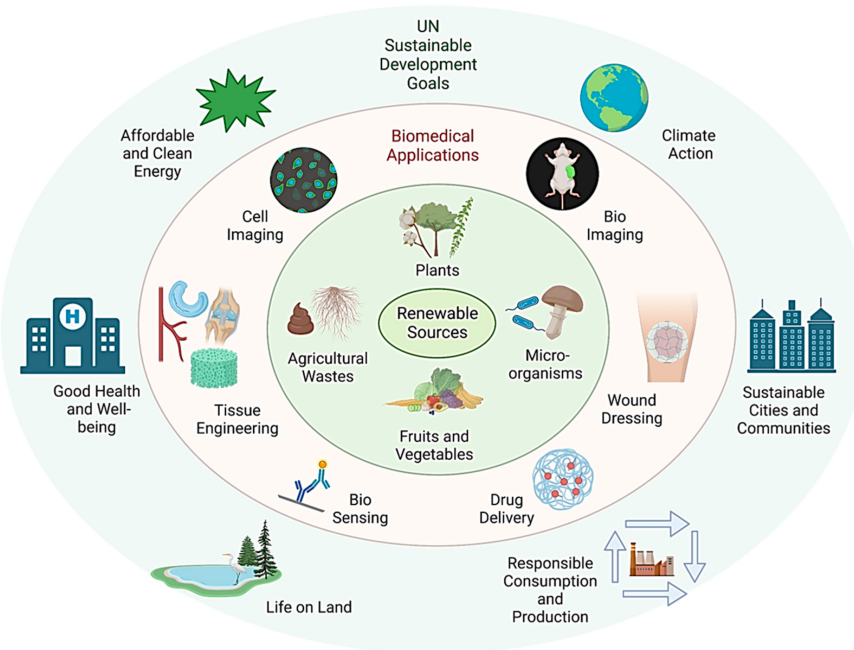 UN
Sustainable
Development
Goals
Affordable
and Clean
Energy
Climate
Action
Biomedical
Applications
Cell
Imaging
Bio
Imaging
Plants
Renewable
Sources
Agricultural
Wastes
Micro-
organisms
Fruits and
Vegetables
H
Good Health
and Well-
being
Tissue
Engineering
Wound
Dressing
Sustainable
Cities and
Communities
Bio
Sensing
Drug
Delivery
Life on Land
Responsible
Consumption
and
Production